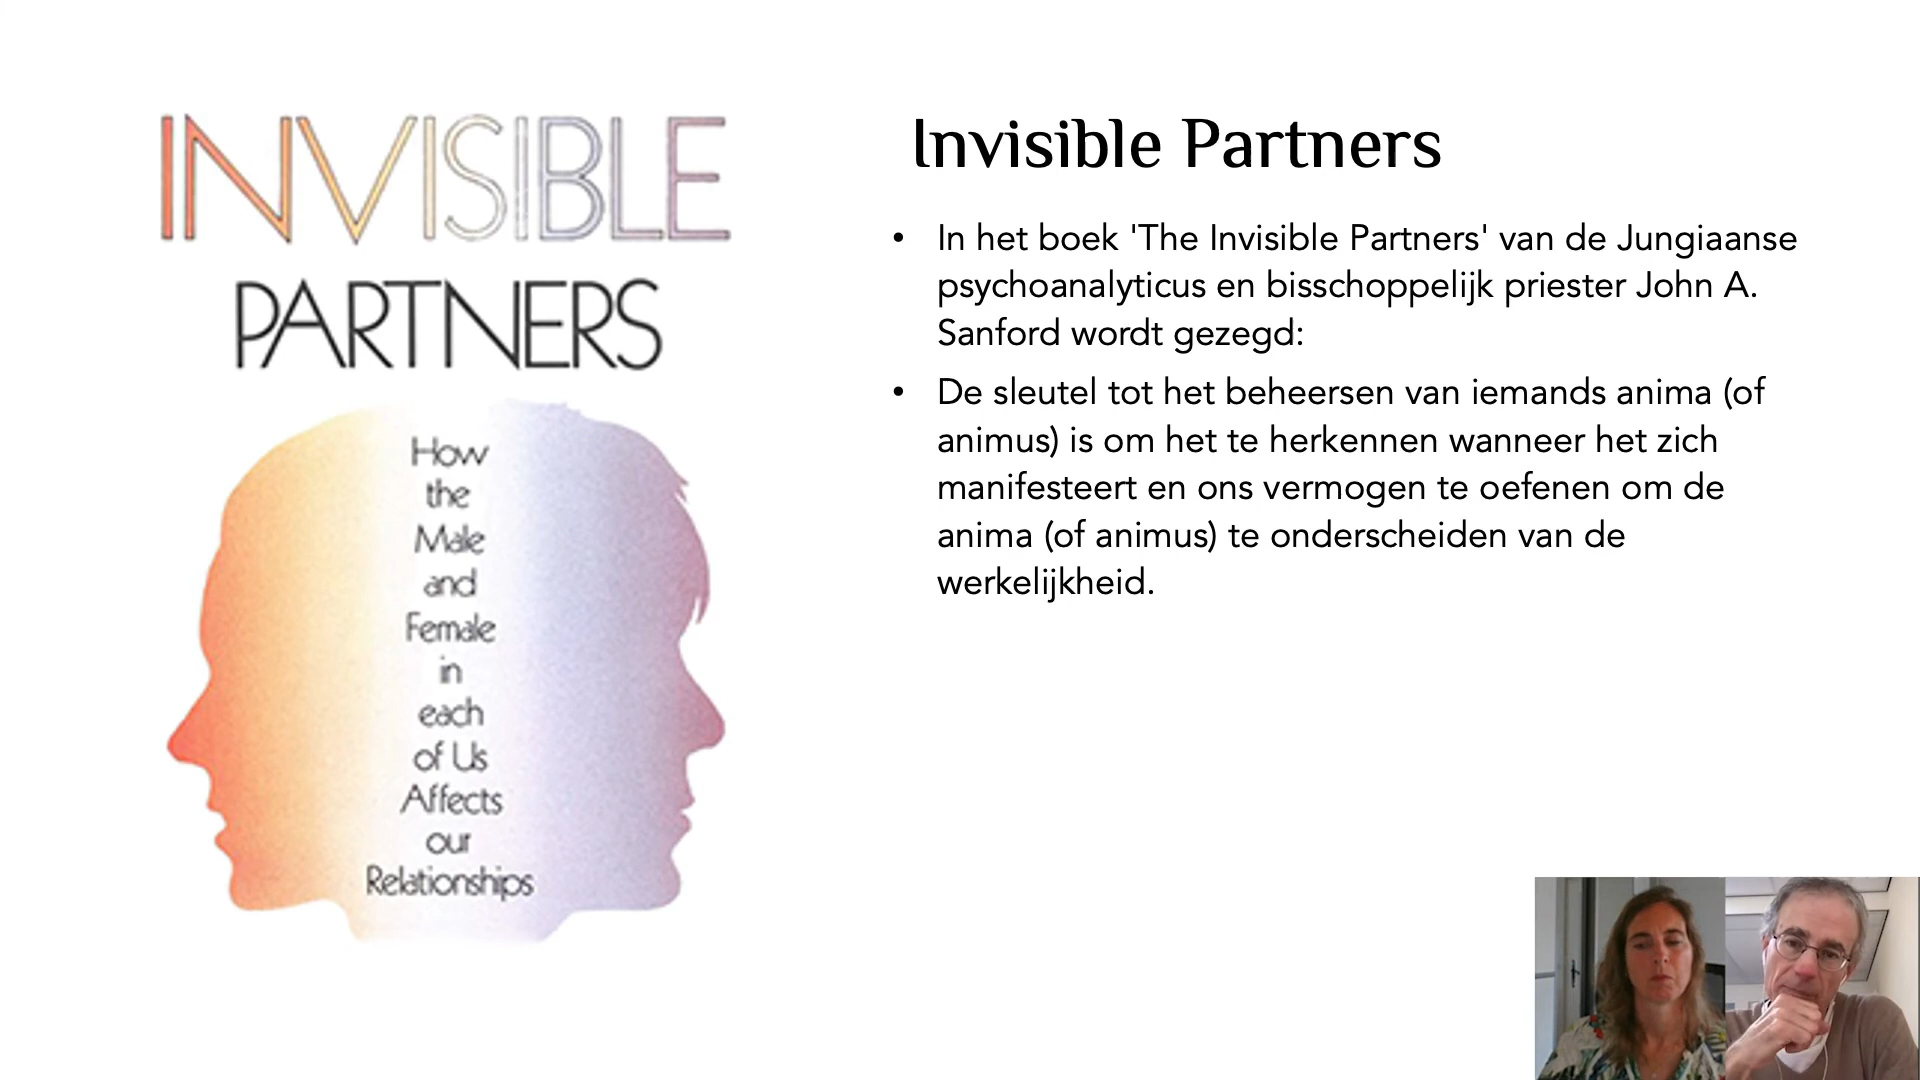 INVISIBLE
PARTNERS
How
the
Male
and
Female
in
each
of Us
Affects
our
Relationships
Invisible Partners
• In het boek 'The Invisible Partners' van de Jungiaanse
psychoanalyticus en bisschoppelijk priester John A.
Sanford wordt gezegd:
• De sleutel tot het beheersen van iemands anima (of
animus) is om het te herkennen wanneer het zich
manifesteert en ons vermogen te oefenen om de
anima (of animus) te onderscheiden van de
werkelijkheid.